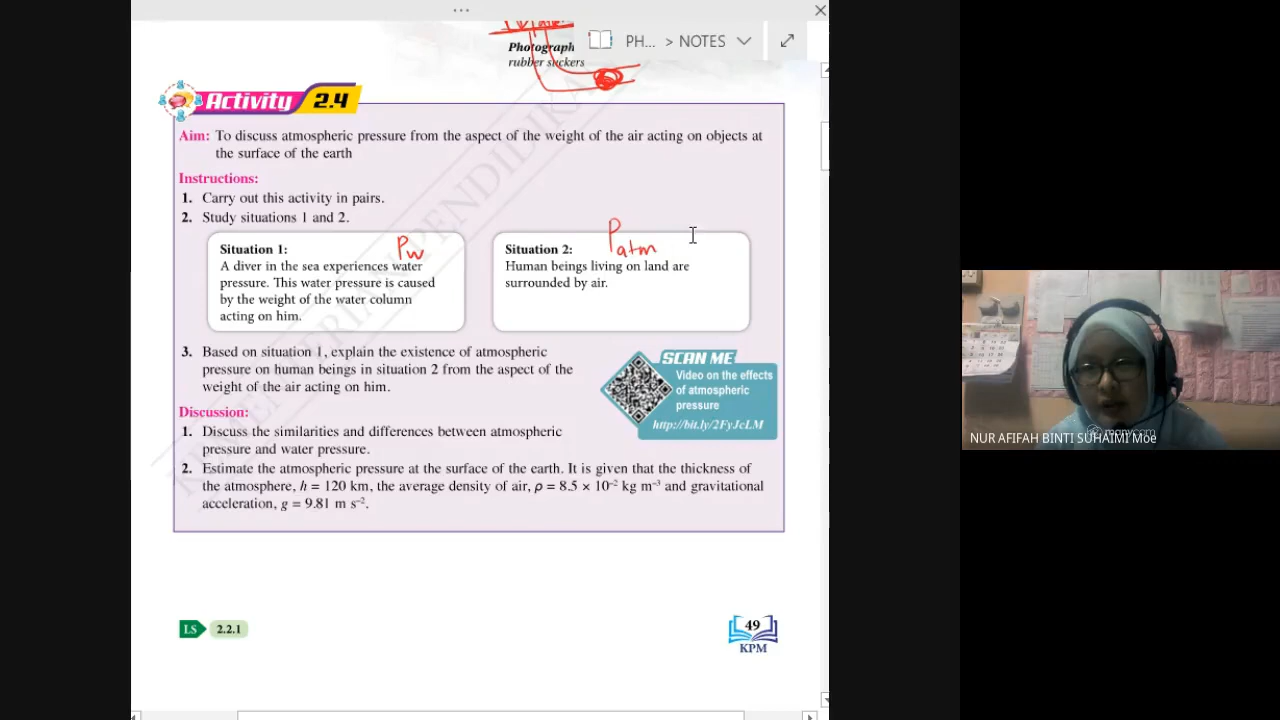 PH... > NOTES
Photograph
rubber suckers
Activity 2.4
Aim: To discuss atmospheric pressure from the aspect of the weight of the air acting on objects at
the surface of the earth
Instructions:
1. Carry out this activity in pairs.
2. Study situations 1 and 2.
Situation 1:
Pw
A diver in the sea experiences water
pressure. This water pressure is caused
by the weight of the water column
acting on him.
Situation 2:
Patm
Human beings living on land are
surrounded by air.
3. Based on situation 1, explain the existence of atmospheric
pressure on human beings in situation 2 from the aspect of the
weight of the air acting on him.
SCAN ME
Video on the effects
of atmospheric
pressure
http://bit.ly/2FyJcLM
Discussion:
1. Discuss the similarities and differences between atmospheric
pressure and water pressure.
2. Estimate the atmospheric pressure at the surface of the earth. It is given that the thickness of
the atmosphere, h = 120 km, the average density of air, ρ = 8.5 × 10⁻² kg m⁻³ and gravitational
acceleration, g = 9.81 m s⁻².
LS 2.2.1
49
KPM
KEMENTERIAN PENDIDIKAN
NUR AFIFAH BINTI SUHAIMI Moe